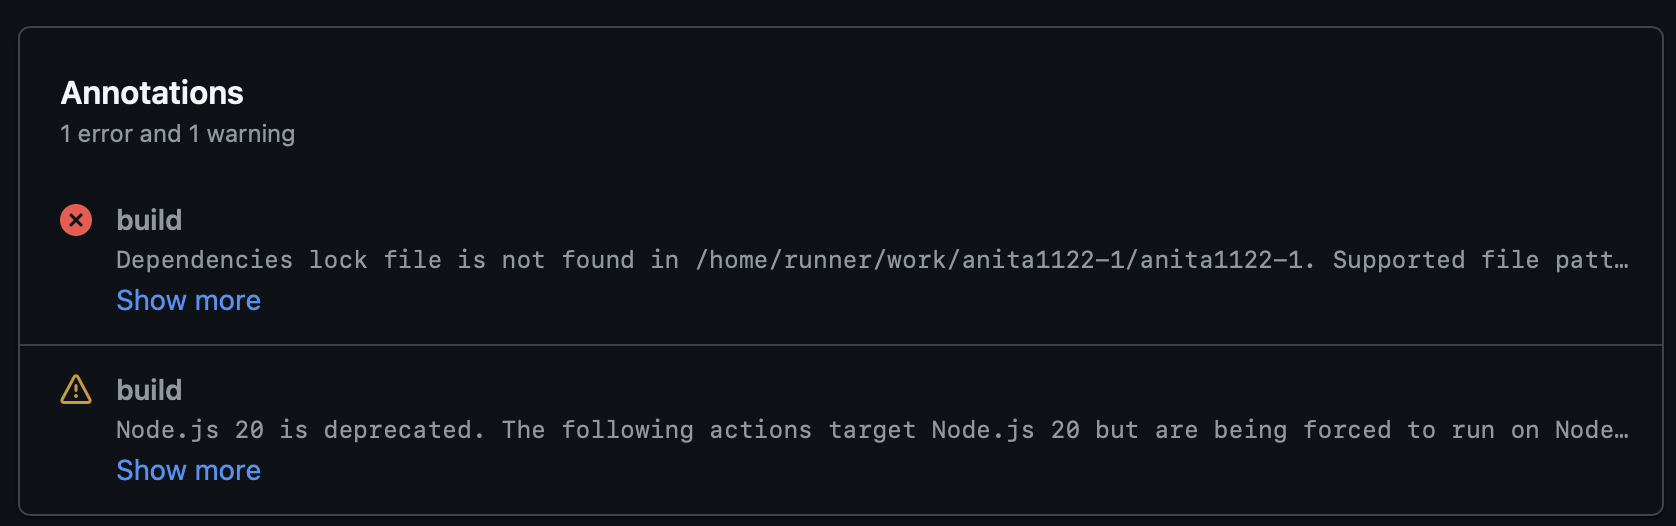 Annotations
1 error and 1 warning
build
Dependencies lock file is not found in /home/runner/work/anita1122-1/anita1122-1. Supported file patt…
Show more
build
Node.js 20 is deprecated. The following actions target Node.js 20 but are being forced to run on Node…
Show more